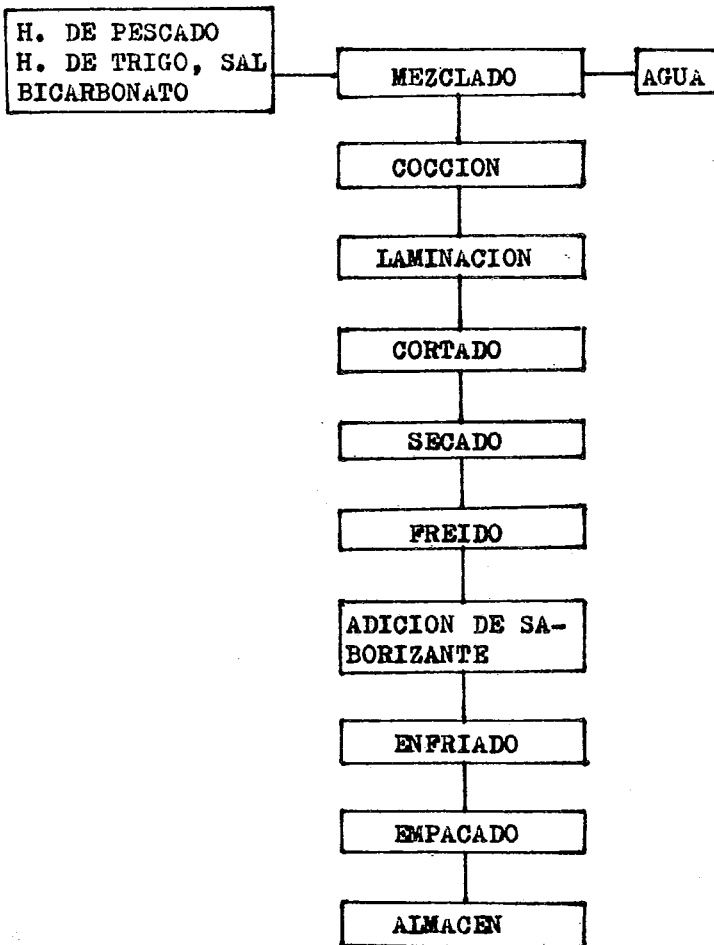 H. DE PESCADO
H. DE TRIGO, SAL
BICARBONATO
MEZCLADO
AGUA
COCCION
LAMINACION
CORTADO
SECADO
FREIDO
ADICION DE SA-
BORIZANTE
ENFRIADO
EMPACADO
ALMACEN